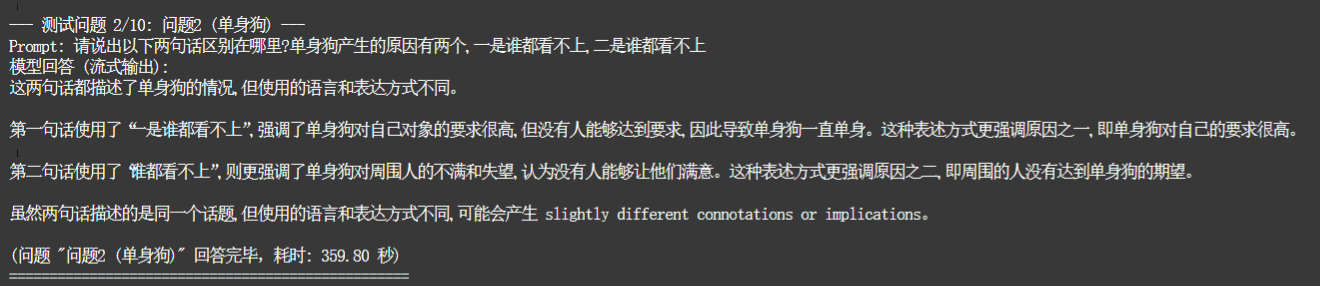 --- 测试问题 2/10: 问题2 (单身狗) ---
Prompt: 请说出以下两句话区别在哪里?单身狗产生的原因有两个,一是谁都看不上,二是谁都看不上
模型回答 (流式输出):
这两句话都描述了单身狗的情况,但使用的语言和表达方式不同。
第一句话使用了“一是谁都看不上”,强调了单身狗对自己对象的要求很高,但没有人能够达到要求,因此导致单身狗一直单身。这种表述方式更强调原因之一,即单身狗对自己的要求很高。
第二句话使用了“谁都看不上”,则更强调了单身狗对周围人的不满和失望,认为没有人能够让他们满意。这种表述方式更强调原因之二,即周围的人没有达到单身狗的期望。
虽然两句话描述的是同一个话题,但使用的语言和表达方式不同,可能会产生 slightly different connotations or implications。
(问题 "问题2 (单身狗)" 回答完毕, 耗时: 359.80 秒)
==================================================